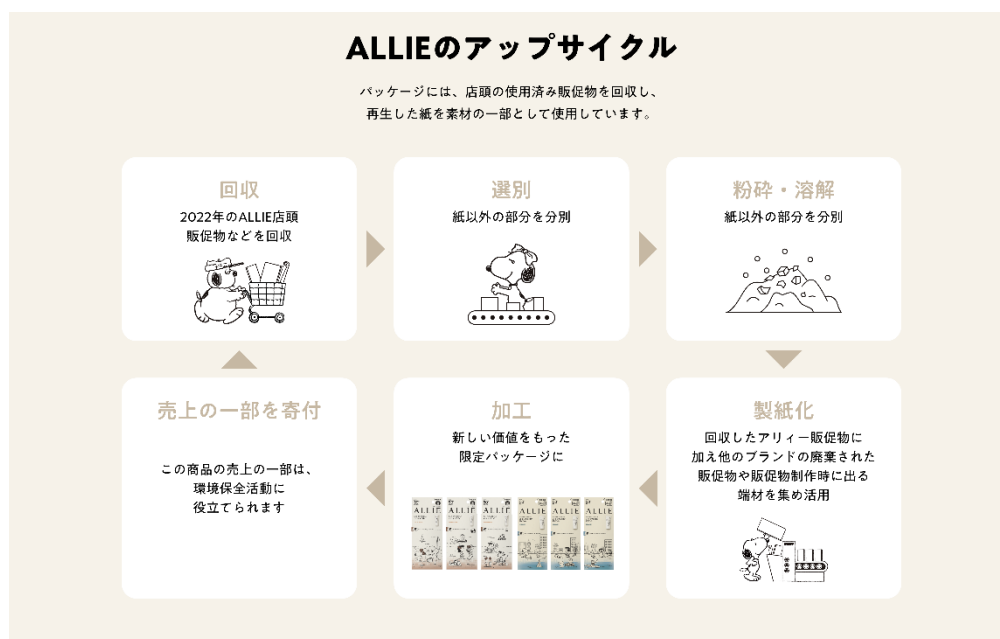 ALLIEのアップサイクル
パッケージには、店頭の使用済み販促物を回収し、
再生した紙を素材の一部として使用しています。
回収
2022年のALLIE店頭
販促物などを回収
選別
紙以外の部分を分別
粉砕・溶解
紙以外の部分を分別
製紙化
回収したアリィー販促物に
加え他のブランドの廃棄された
販促物や販促物制作時に出る
端材を集め活用
加工
新しい価値をもった
限定パッケージに
ALLIE ALLIE ALLIE ALLIE ALLIE ALLIE
売上の一部を寄付
この商品の売上の一部は、
環境保全活動に
役立てられます